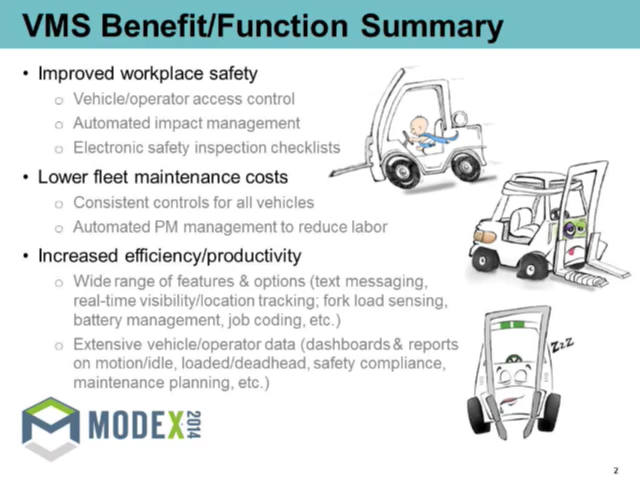 VMS Benefit/Function Summary
• Improved workplace safety
o Vehicle/operator access control
o Automated impact management
o Electronic safety inspection checklists
• Lower fleet maintenance costs
o Consistent controls for all vehicles
o Automated PM management to reduce labor
• Increased efficiency/productivity
o Wide range of features & options (text messaging,
real-time visibility/location tracking; fork load sensing,
battery management, job coding, etc.)
o Extensive vehicle/operator data (dashboards & reports
on motion/idle, loaded/deadhead, safety compliance,
maintenance planning, etc.)
zzZ
MODEX 2014
2